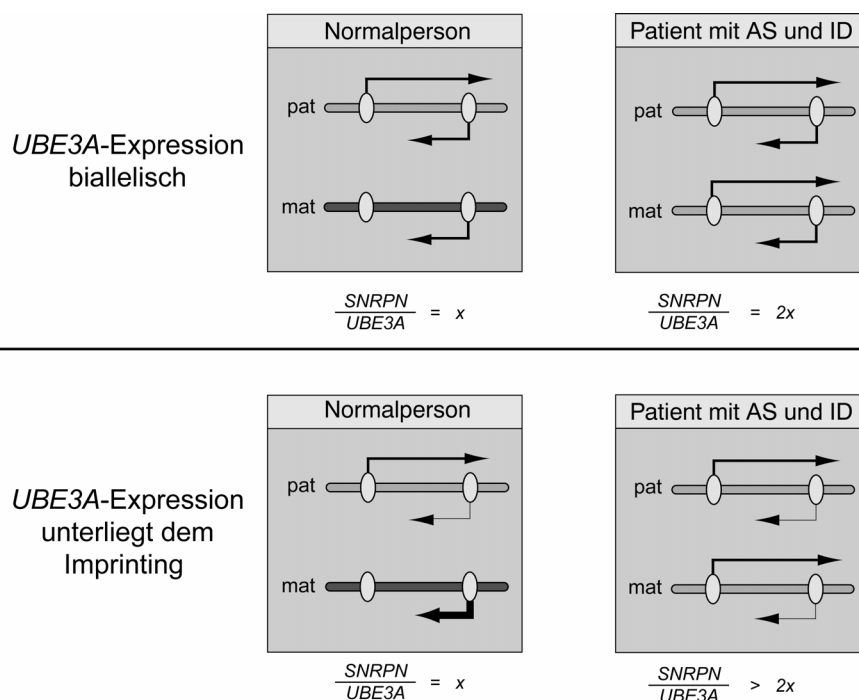 Normalperson
Patient mit AS und ID
UBE3A-Expression
biallelisch
pat
mat
pat
mat
SNRPN
UBE3A
= x
SNRPN
UBE3A
= 2x
Normalperson
Patient mit AS und ID
UBE3A-Expression
unterliegt dem
Imprinting
pat
mat
pat
mat
SNRPN
UBE3A
= x
SNRPN
UBE3A
> 2x